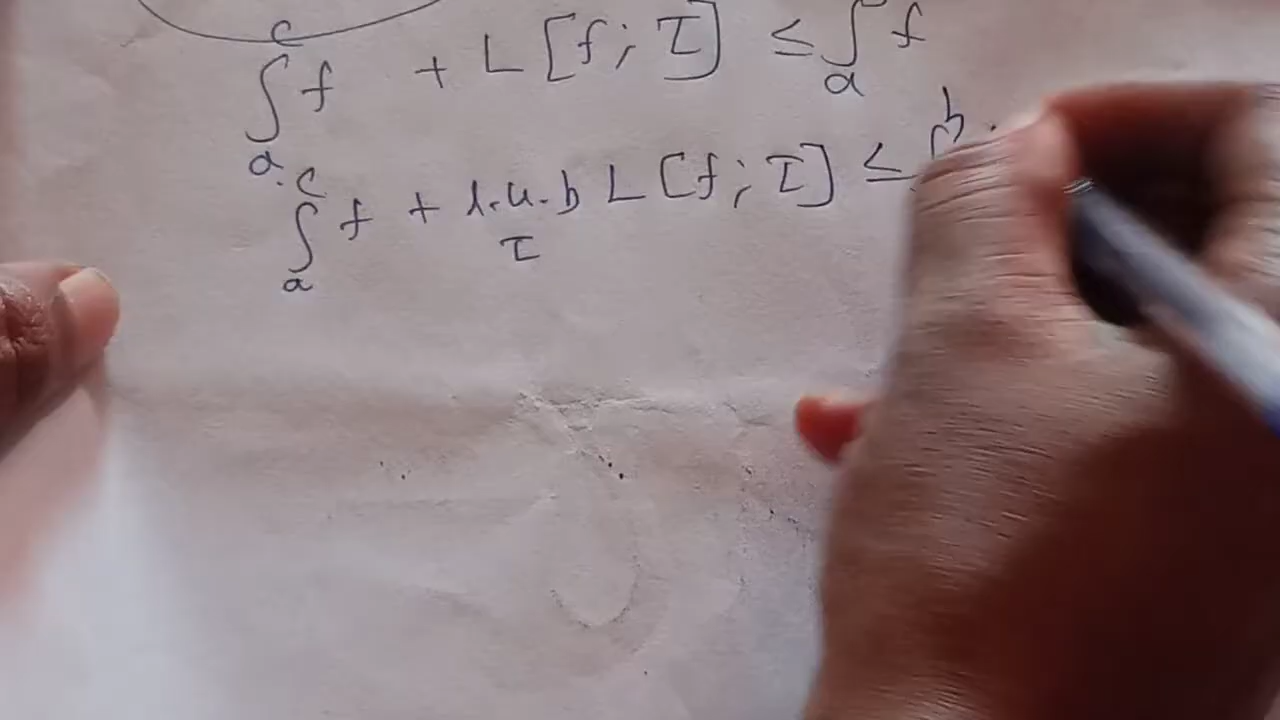 ∫ₐᶜ f + L [f ; τ] ≤ ∫ₐ f
∫ₐᶜ f + l.u.b L [f ; τ] ≤ ∫ b
τ